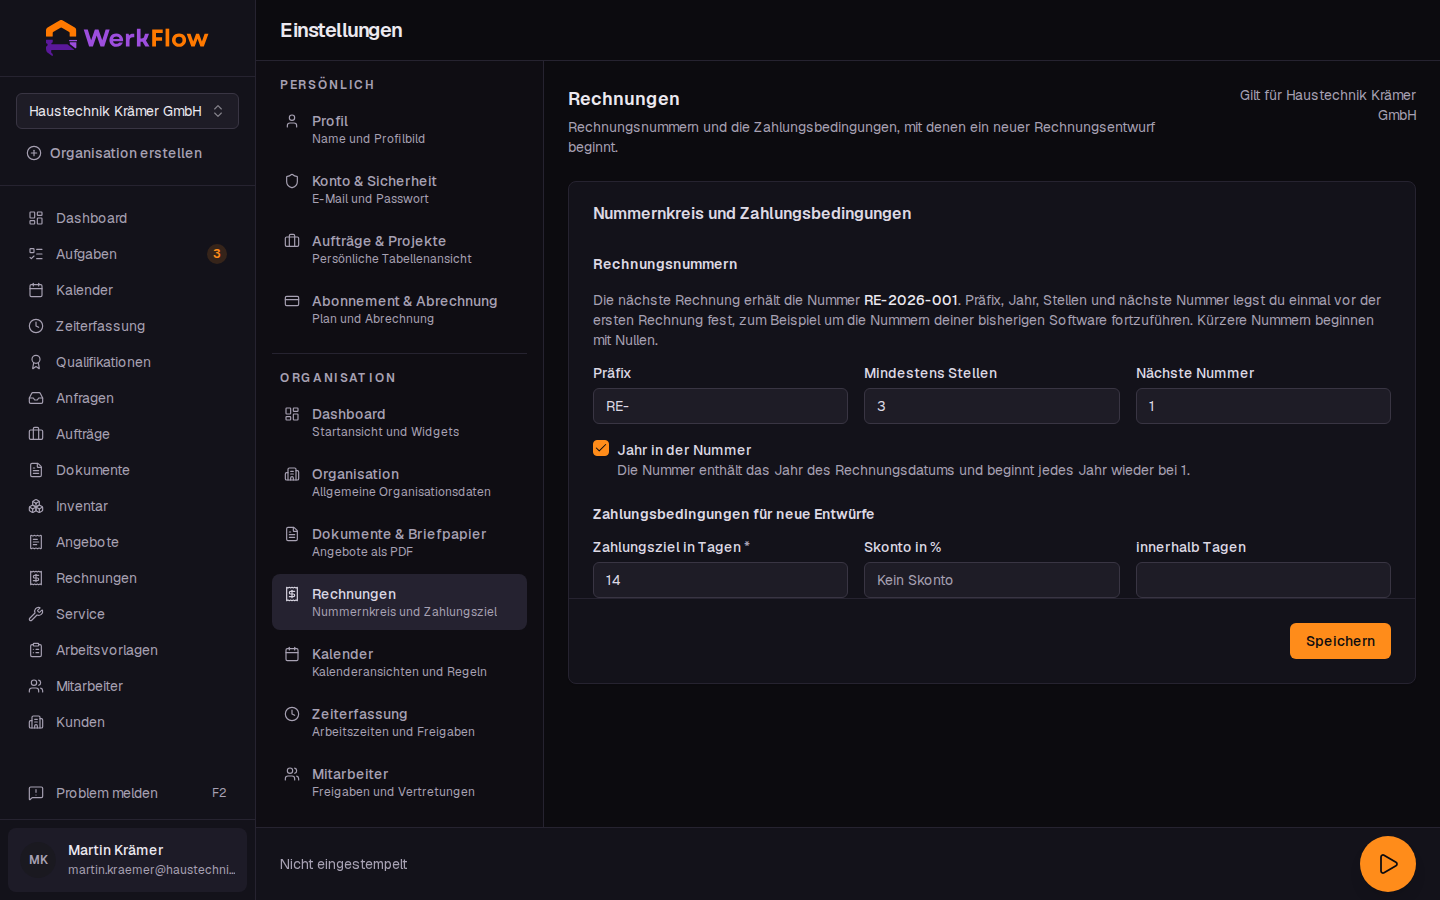 WerkFlow
Haustechnik Krämer GmbH
Organisation erstellen
Dashboard
Aufgaben 3
Kalender
Zeiterfassung
Qualifikationen
Anfragen
Aufträge
Dokumente
Inventar
Angebote
Rechnungen
Service
Arbeitsvorlagen
Mitarbeiter
Kunden
Problem melden F2
MK
Martin Krämer
martin.kraemer@haustechni...
Einstellungen
PERSÖNLICH
Profil
Name und Profilbild
Konto & Sicherheit
E-Mail und Passwort
Aufträge & Projekte
Persönliche Tabellenansicht
Abonnement & Abrechnung
Plan und Abrechnung
ORGANISATION
Dashboard
Startansicht und Widgets
Organisation
Allgemeine Organisationsdaten
Dokumente & Briefpapier
Angebote als PDF
Rechnungen
Nummernkreis und Zahlungsziel
Kalender
Kalenderansichten und Regeln
Zeiterfassung
Arbeitszeiten und Freigaben
Mitarbeiter
Freigaben und Vertretungen
Rechnungen
Rechnungsnummern und die Zahlungsbedingungen, mit denen ein neuer Rechnungsentwurf
beginnt.
Gilt für Haustechnik Krämer
GmbH
Nummernkreis und Zahlungsbedingungen
Rechnungsnummern
Die nächste Rechnung erhält die Nummer RE-2026-001. Präfix, Jahr, Stellen und nächste Nummer legst du einmal vor der
ersten Rechnung fest, zum Beispiel um die Nummern deiner bisherigen Software fortzuführen. Kürzere Nummern beginnen
mit Nullen.
Präfix Mindestens Stellen Nächste Nummer
RE- 3 1
Jahr in der Nummer
Die Nummer enthält das Jahr des Rechnungsdatums und beginnt jedes Jahr wieder bei 1.
Zahlungsbedingungen für neue Entwürfe
Zahlungsziel in Tagen * Skonto in % innerhalb Tagen
14 Kein Skonto
Speichern
Nicht eingestempelt